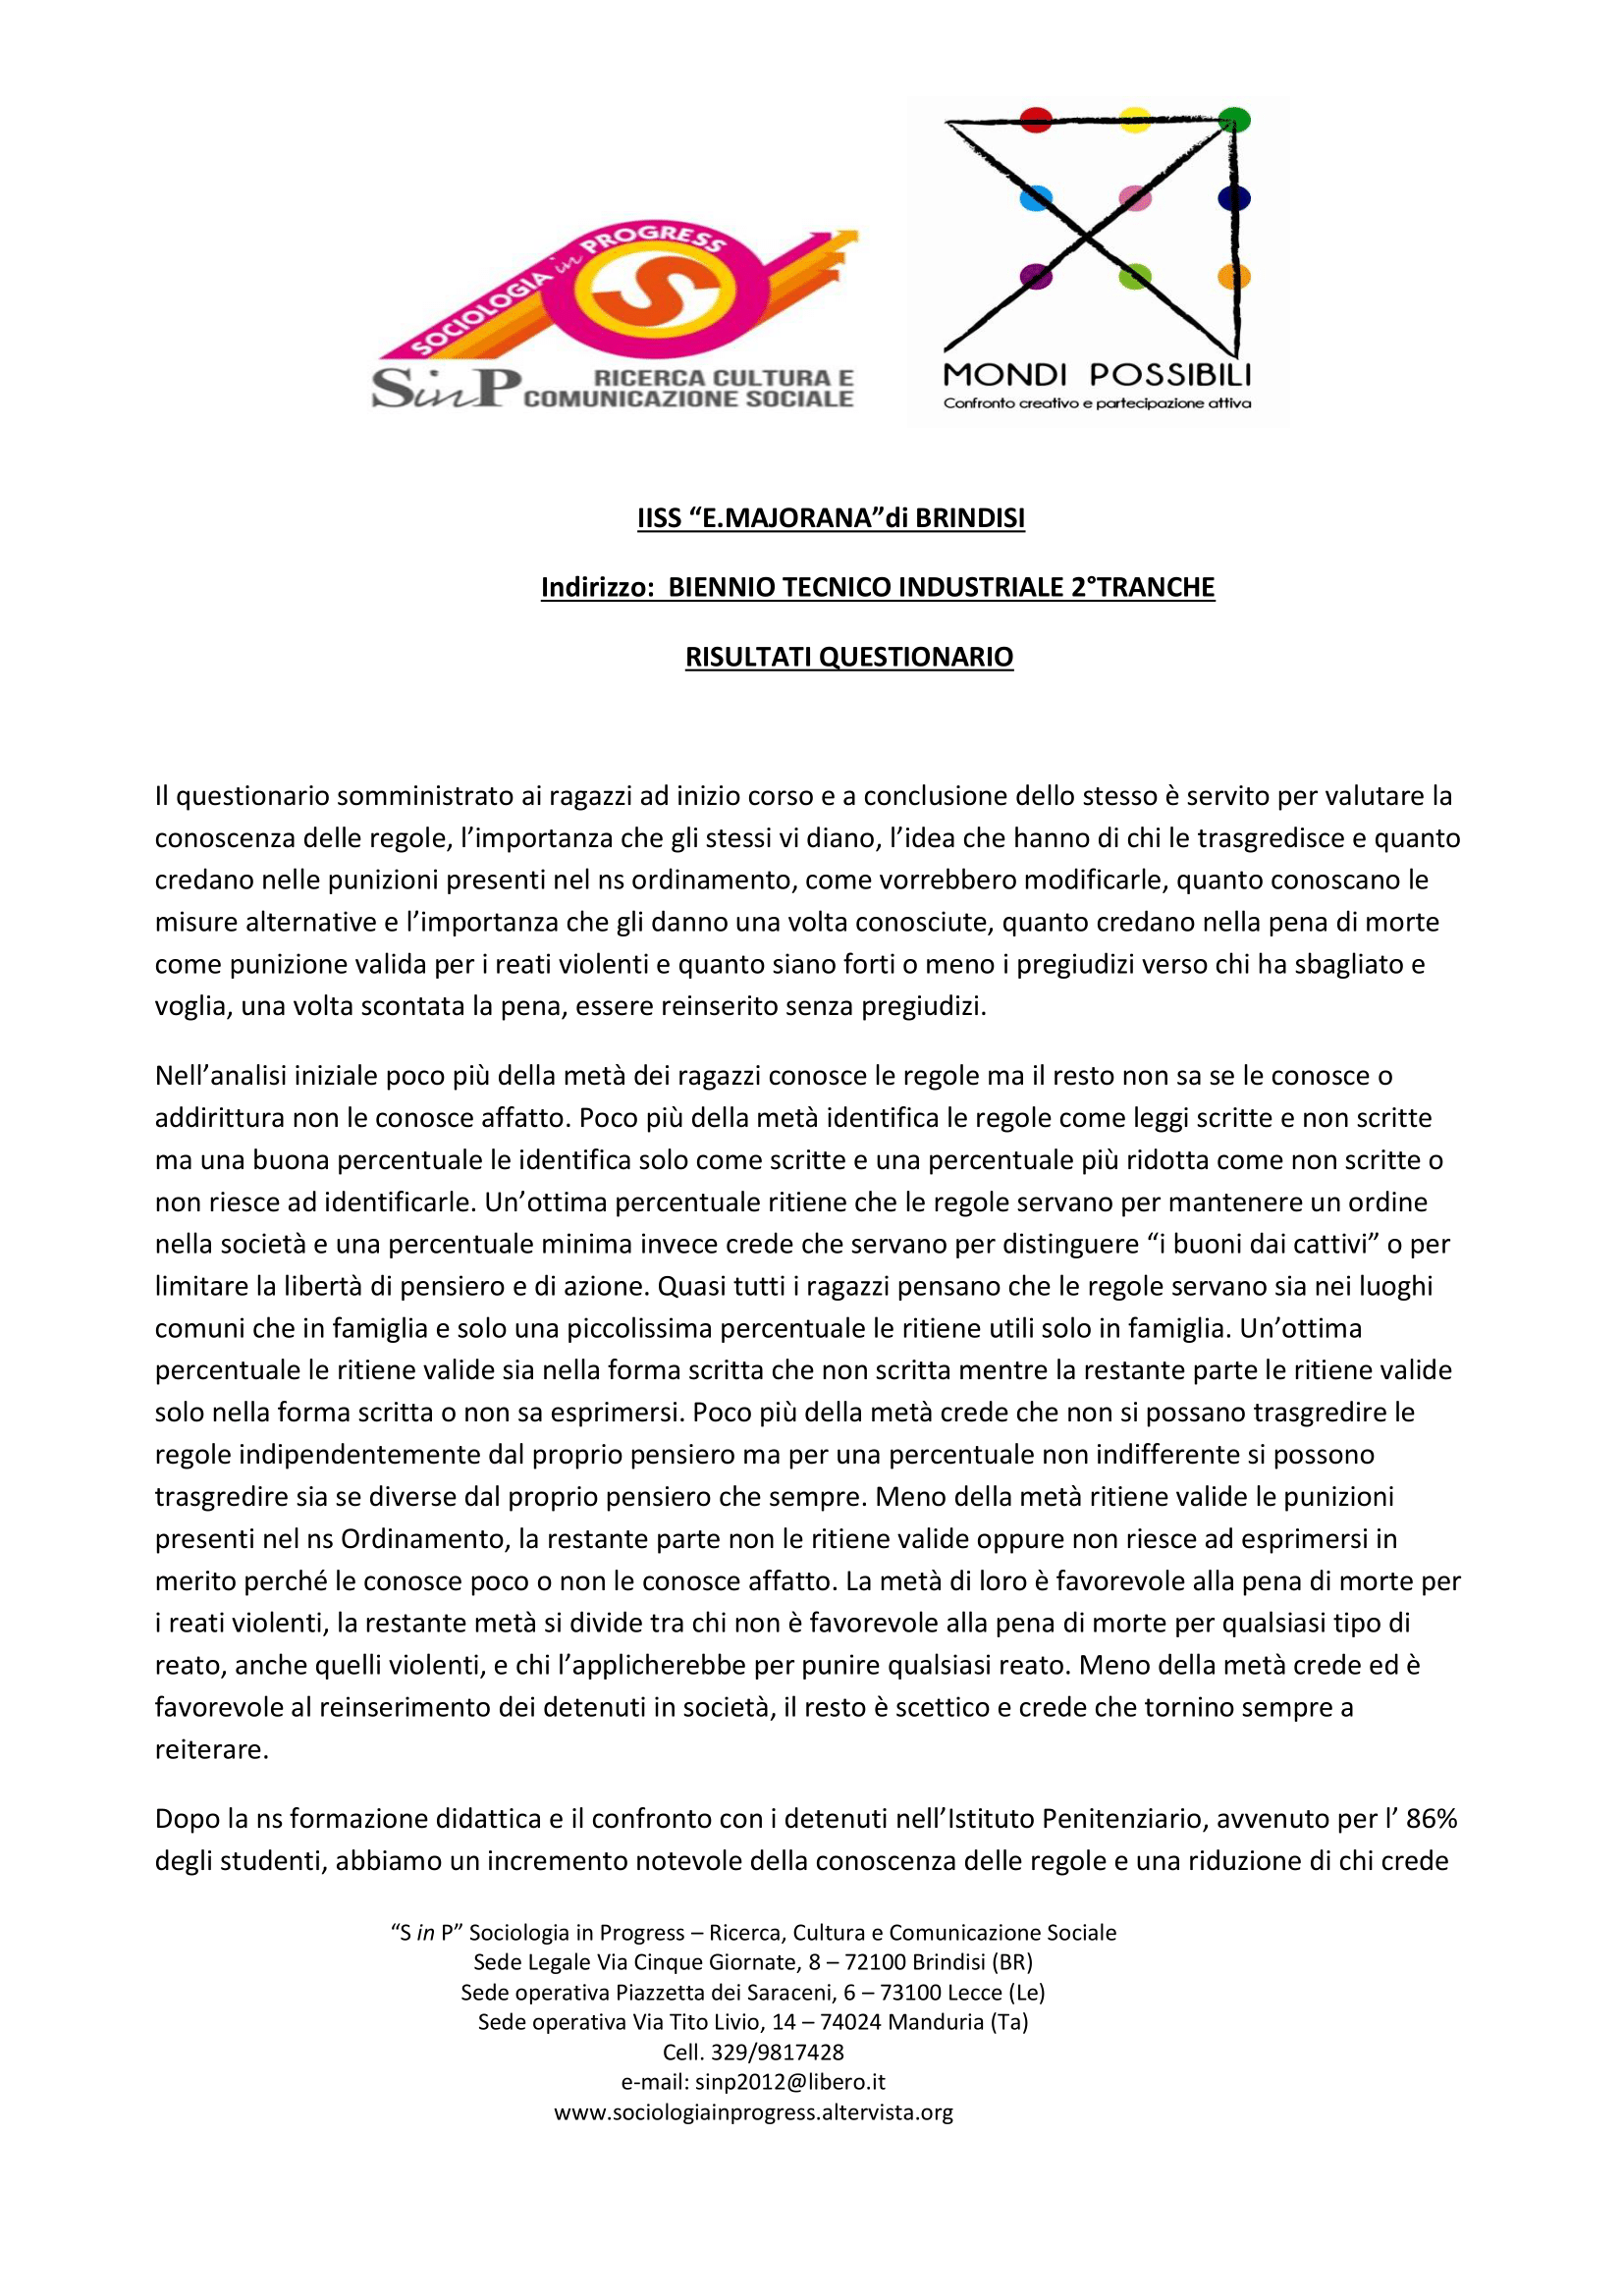 SOCIOLOGIA in PROGRESS
S in P RICERCA CULTURA E
COMUNICAZIONE SOCIALE
MONDI POSSIBILI
Confronto creativo e partecipazione attiva
IISS “E.MAJORANA”di BRINDISI
Indirizzo:  BIENNIO TECNICO INDUSTRIALE 2°TRANCHE
RISULTATI QUESTIONARIO
Il questionario somministrato ai ragazzi ad inizio corso e a conclusione dello stesso è servito per valutare la
conoscenza delle regole, l’importanza che gli stessi vi diano, l’idea che hanno di chi le trasgredisce e quanto
credano nelle punizioni presenti nel ns ordinamento, come vorrebbero modificarle, quanto conoscano le
misure alternative e l’importanza che gli danno una volta conosciute, quanto credano nella pena di morte
come punizione valida per i reati violenti e quanto siano forti o meno i pregiudizi verso chi ha sbagliato e
voglia, una volta scontata la pena, essere reinserito senza pregiudizi.
Nell’analisi iniziale poco più della metà dei ragazzi conosce le regole ma il resto non sa se le conosce o
addirittura non le conosce affatto. Poco più della metà identifica le regole come leggi scritte e non scritte
ma una buona percentuale le identifica solo come scritte e una percentuale più ridotta come non scritte o
non riesce ad identificarle. Un’ottima percentuale ritiene che le regole servano per mantenere un ordine
nella società e una percentuale minima invece crede che servano per distinguere “i buoni dai cattivi” o per
limitare la libertà di pensiero e di azione. Quasi tutti i ragazzi pensano che le regole servano sia nei luoghi
comuni che in famiglia e solo una piccolissima percentuale le ritiene utili solo in famiglia. Un’ottima
percentuale le ritiene valide sia nella forma scritta che non scritta mentre la restante parte le ritiene valide
solo nella forma scritta o non sa esprimersi. Poco più della metà crede che non si possano trasgredire le
regole indipendentemente dal proprio pensiero ma per una percentuale non indifferente si possono
trasgredire sia se diverse dal proprio pensiero che sempre. Meno della metà ritiene valide le punizioni
presenti nel ns Ordinamento, la restante parte non le ritiene valide oppure non riesce ad esprimersi in
merito perché le conosce poco o non le conosce affatto. La metà di loro è favorevole alla pena di morte per
i reati violenti, la restante metà si divide tra chi non è favorevole alla pena di morte per qualsiasi tipo di
reato, anche quelli violenti, e chi l’applicherebbe per punire qualsiasi reato. Meno della metà crede ed è
favorevole al reinserimento dei detenuti in società, il resto è scettico e crede che tornino sempre a
reiterare.
Dopo la ns formazione didattica e il confronto con i detenuti nell’Istituto Penitenziario, avvenuto per l’ 86%
degli studenti, abbiamo un incremento notevole della conoscenza delle regole e una riduzione di chi crede
“S in P” Sociologia in Progress – Ricerca, Cultura e Comunicazione Sociale
Sede Legale Via Cinque Giornate, 8 – 72100 Brindisi (BR)
Sede operativa Piazzetta dei Saraceni, 6 – 73100 Lecce (Le)
Sede operativa Via Tito Livio, 14 – 74024 Manduria (Ta)
Cell. 329/9817428
e-mail: sinp2012@libero.it
www.sociologiainprogress.altervista.org